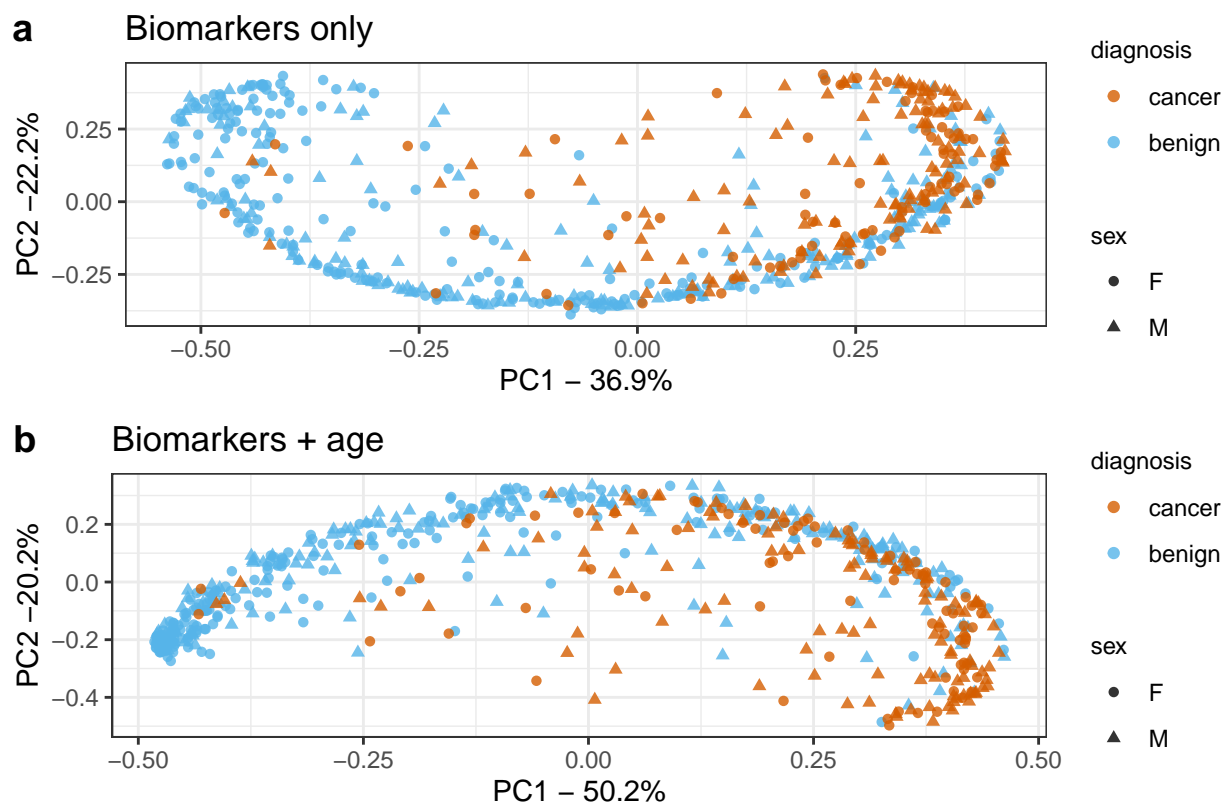 a Biomarkers only
PC2 −22.2%
0.25
0.00
−0.25
−0.50
−0.25
0.00
0.25
PC1 − 36.9%
diagnosis
cancer
benign
sex
F
M
b Biomarkers + age
PC2 −20.2%
0.2
0.0
−0.2
−0.4
−0.50
−0.25
0.00
0.25
0.50
PC1 − 50.2%
diagnosis
cancer
benign
sex
F
M